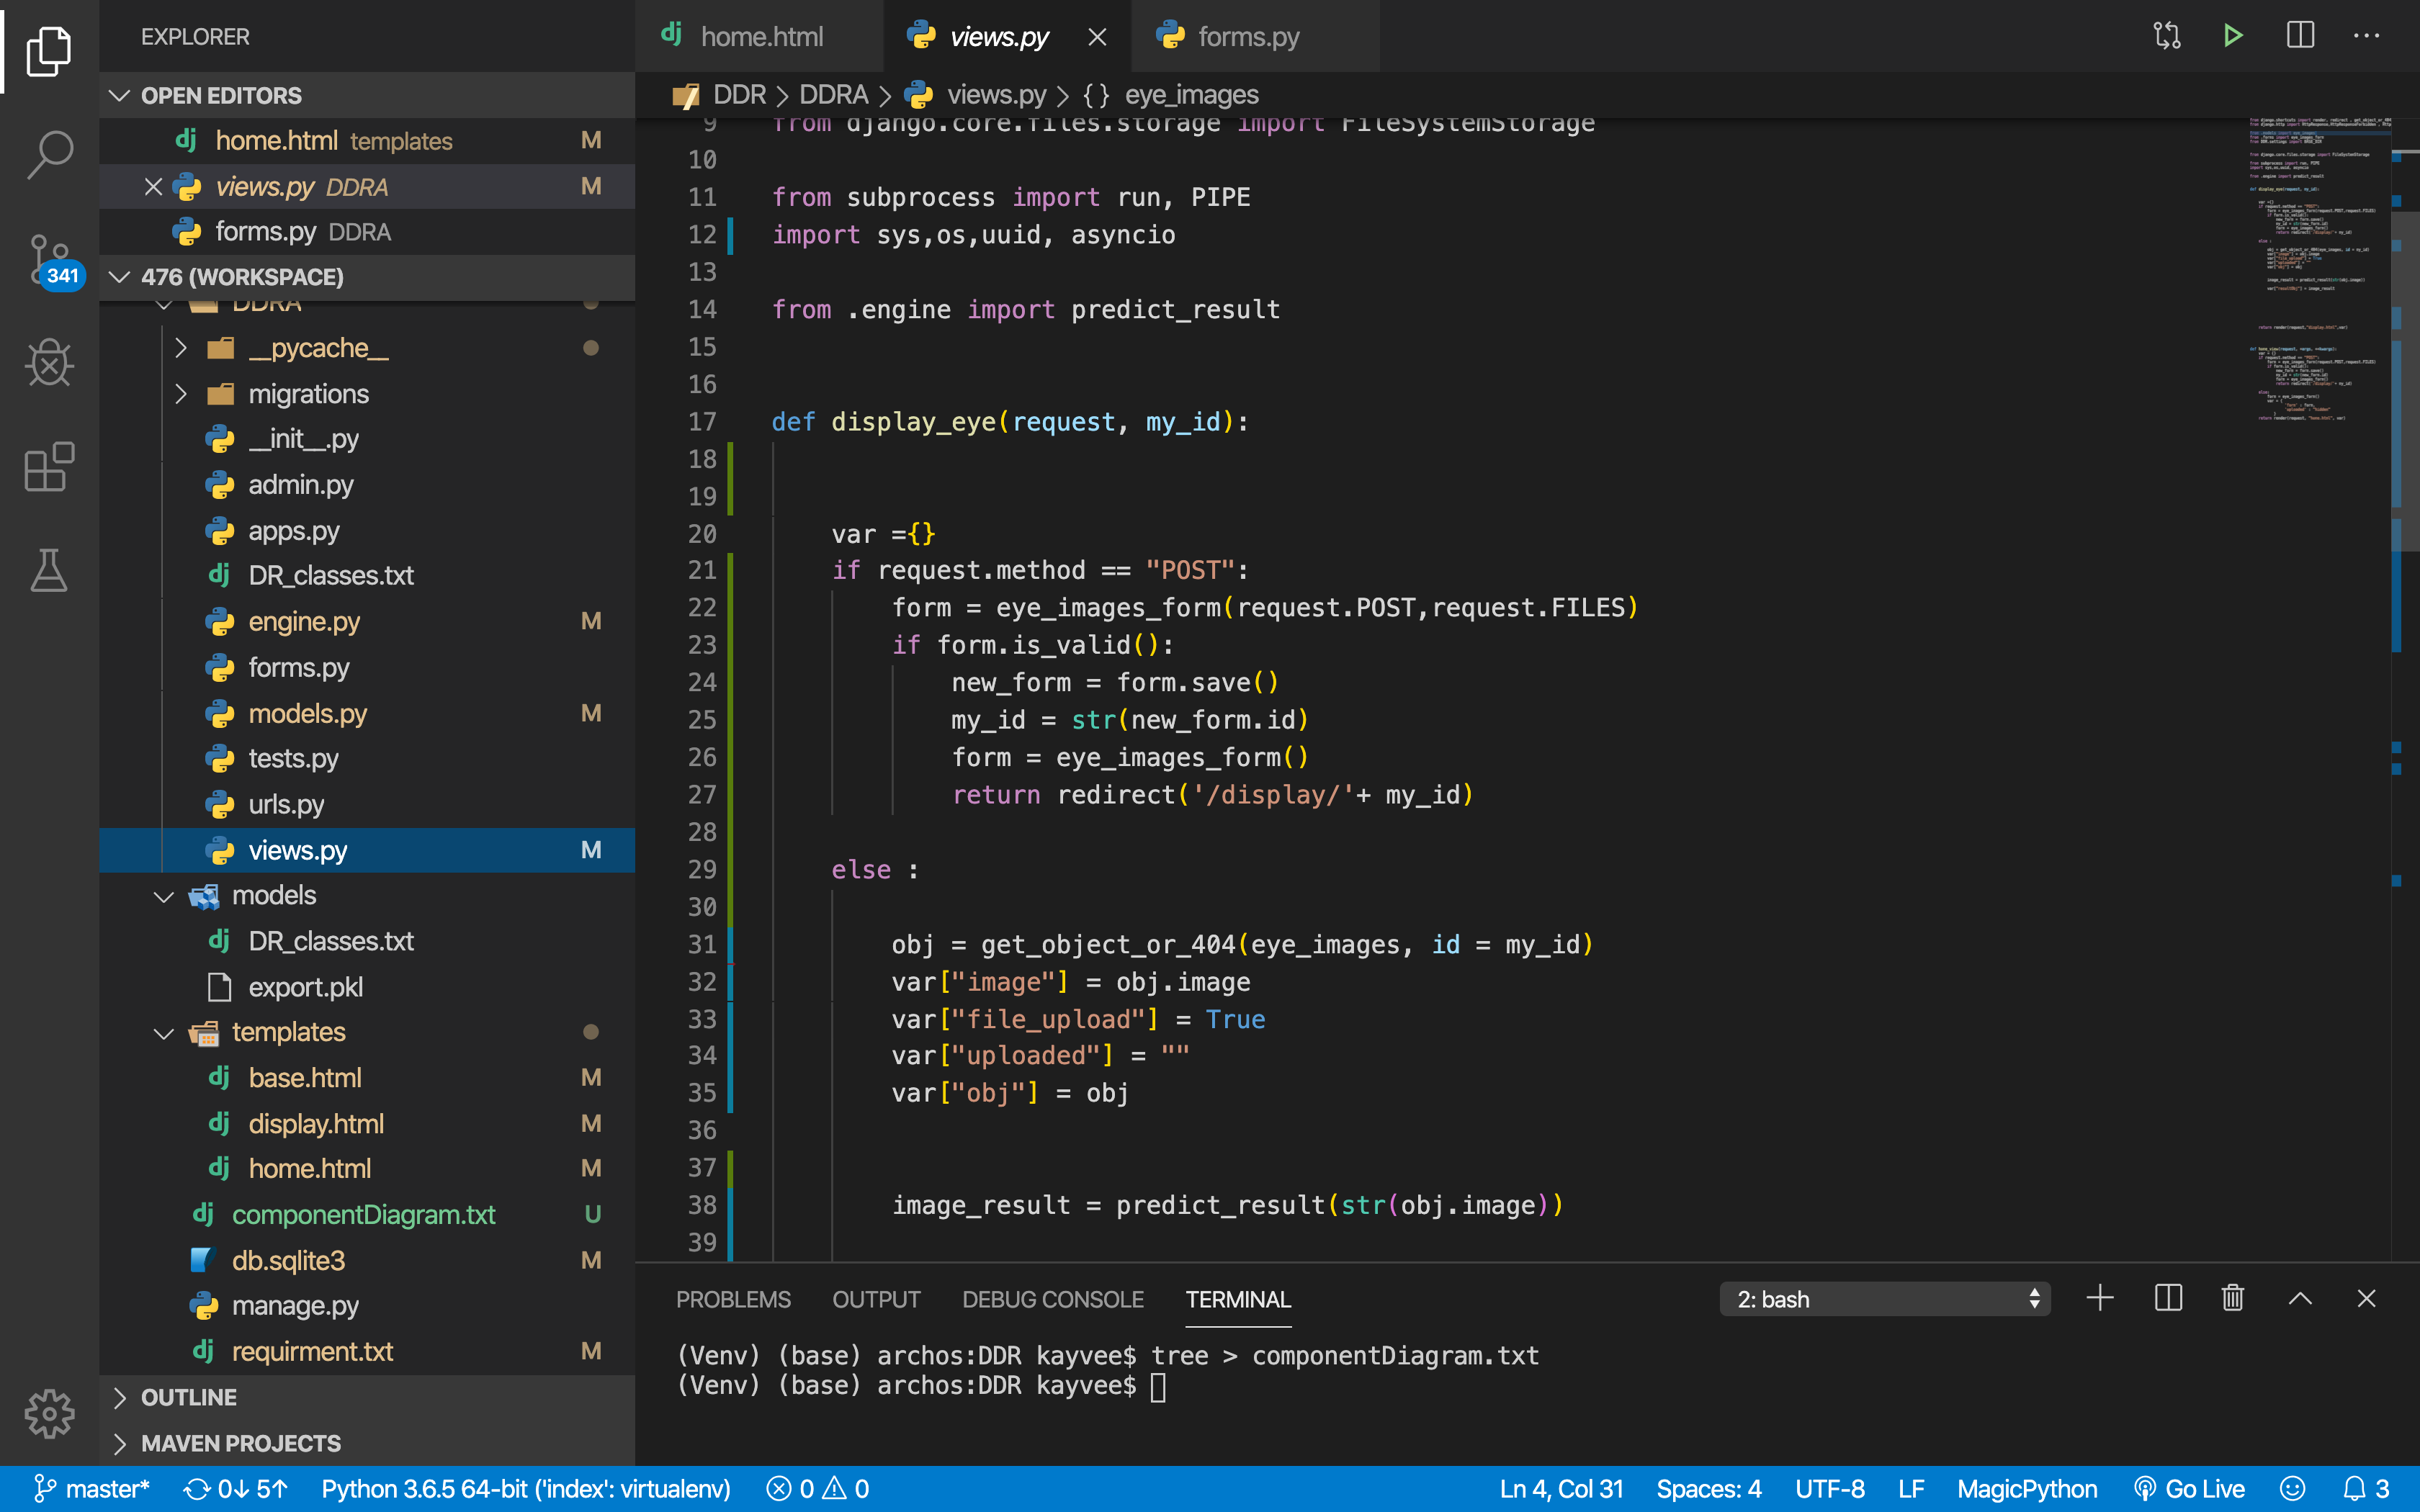 EXPLORER
OPEN EDITORS
home.html templates M
views.py DDRA M
forms.py DDRA
476 (WORKSPACE)
DDRA
__pycache__
migrations
__init__.py
admin.py
apps.py
DR_classes.txt
engine.py M
forms.py
models.py M
tests.py
urls.py
views.py M
models
DR_classes.txt
export.pkl
templates
base.html M
display.html M
home.html M
componentDiagram.txt U
db.sqlite3 M
manage.py
requirment.txt M
OUTLINE
MAVEN PROJECTS
341
home.html views.py forms.py
DDR > DDRA > views.py > {} eye_images
9 from django.core.files.storage import FileSystemStorage
10
11 from subprocess import run, PIPE
12 import sys,os,uuid, asyncio
13
14 from .engine import predict_result
15
16
17 def display_eye(request, my_id):
18
19
20 var ={}
21 if request.method == "POST":
22 form = eye_images_form(request.POST,request.FILES)
23 if form.is_valid():
24 new_form = form.save()
25 my_id = str(new_form.id)
26 form = eye_images_form()
27 return redirect('/display/'+ my_id)
28
29 else :
30
31 obj = get_object_or_404(eye_images, id = my_id)
32 var["image"] = obj.image
33 var["file_upload"] = True
34 var["uploaded"] = ""
35 var["obj"] = obj
36
37
38 image_result = predict_result(str(obj.image))
39
PROBLEMS OUTPUT DEBUG CONSOLE TERMINAL 2: bash
(Venv) (base) archos:DDR kayvee$ tree > componentDiagram.txt
(Venv) (base) archos:DDR kayvee$
master* 0↓ 5↑ Python 3.6.5 64-bit ('index': virtualenv) 0 0 Ln 4, Col 31 Spaces: 4 UTF-8 LF MagicPython Go Live 3